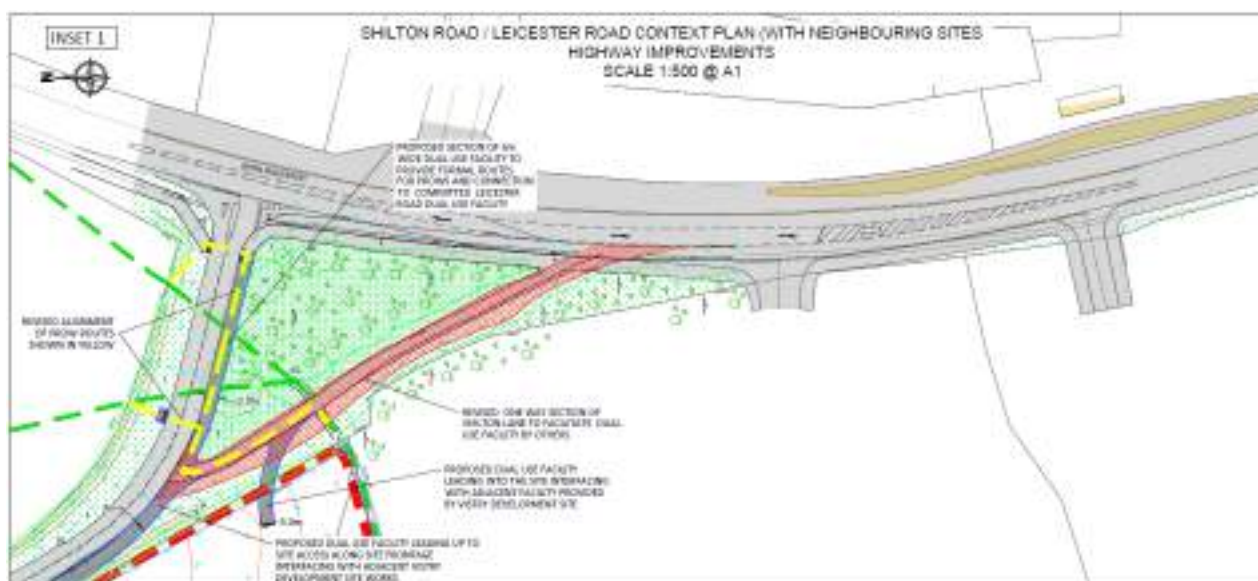 INSET 1
SHILTON ROAD / LEICESTER ROAD CONTEXT PLAN (WITH NEIGHBOURING SITES
HIGHWAY IMPROVEMENTS
SCALE 1:500 @ A1
N
PROPOSED SECTION OF
WIDE DUAL USE FACILITY TO
PROVIDE FORMAL ROUTES
FOR PROWS AND CONNECTION
TO COMMITTED LEICESTER
ROAD DUAL USE FACILITY
REVISED ALIGNMENT
OF PROW ROUTES
SHOWN IN YELLOW
REVISED ONE WAY SECTION OF
SHILTON LANE TO FACILITATE DUAL
USE FACILITY BY OTHERS
PROPOSED DUAL USE FACILITY
LEADING INTO THE SITE INTERFACING
WITH ADJACENT FACILITY PROVIDED
BY VISTRY DEVELOPMENT SITE
PROPOSED DUAL USE FACILITY LEADING UP TO
SITE ACCESS ALONG SITE FRONTAGE
INTERFACING WITH ADJACENT VISTRY
DEVELOPMENT SITE WORKS